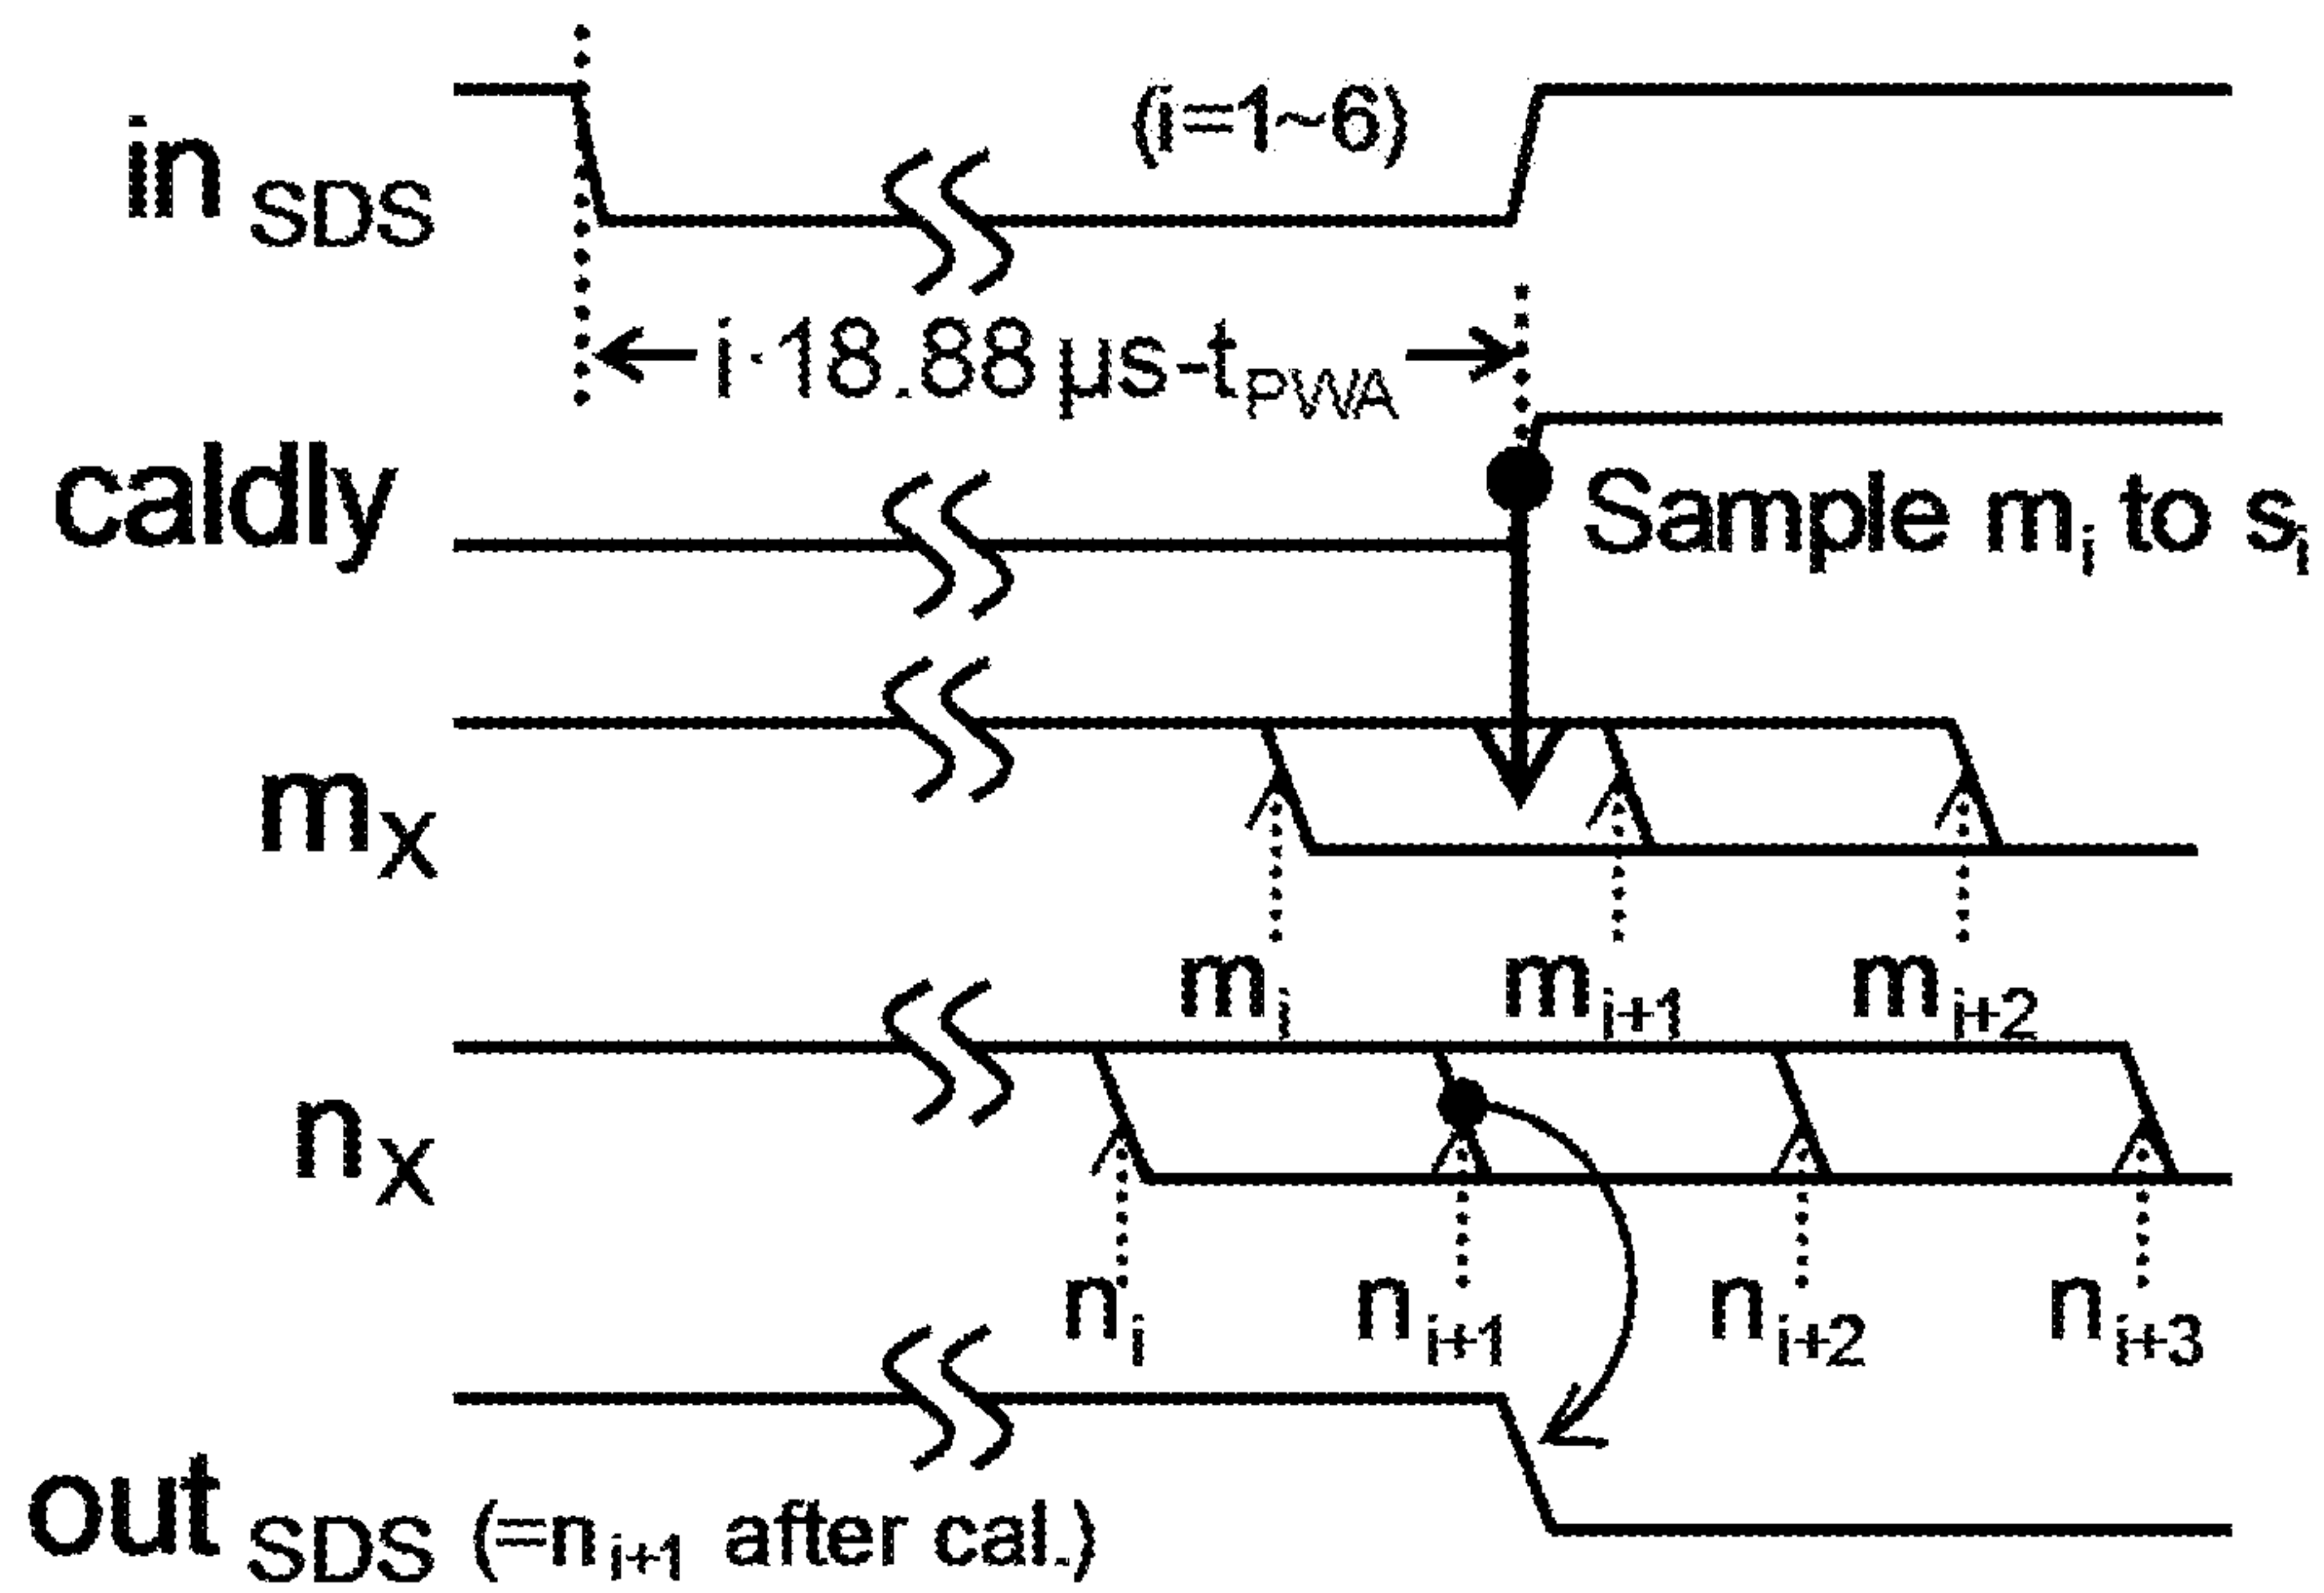 (i=1~6)
in SDS
i·18.88 µs-tPWA
caldly
Sample mi to si
mX
mi mi+1 mi+2
nX
ni ni+1 ni+2 ni+3
out SDS (=ni+1 after cal.)